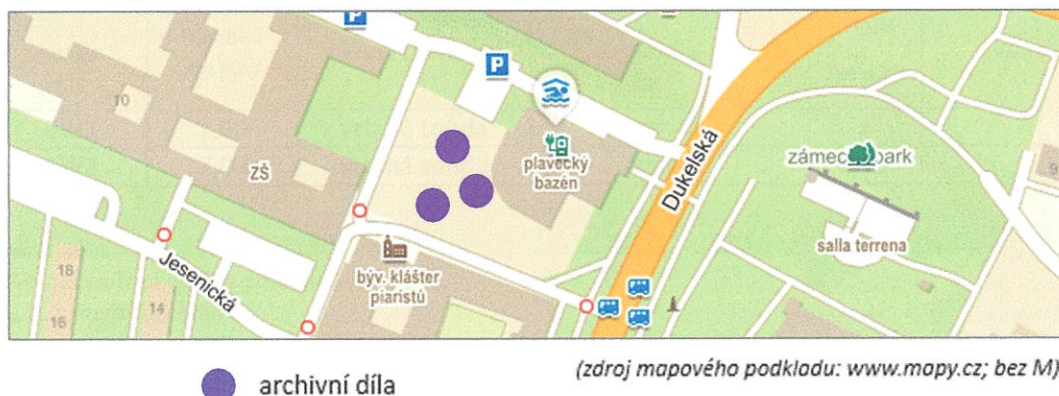 P
P
10
ZŠ
plavecký
bazén
Dukelská
park
salla terrena
býv. klášter
piaristů
Jesenická
18
16
14
archivní díla
(zdroj mapového podkladu: www.mapy.cz; bez M)